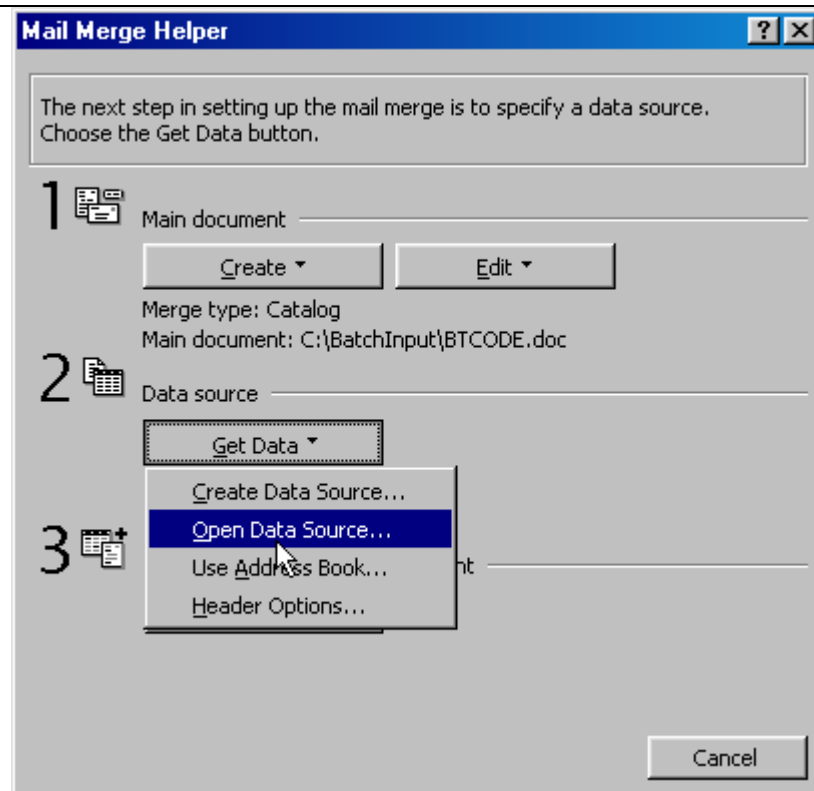 Mail Merge Helper
The next step in setting up the mail merge is to specify a data source.
Choose the Get Data button.
1
Main document
Create Edit
Merge type: Catalog
Main document: C:\BatchInput\BTCODE.doc
2
Data source
Get Data
Create Data Source...
Open Data Source...
3
Use Address Book...
Header Options...
Cancel